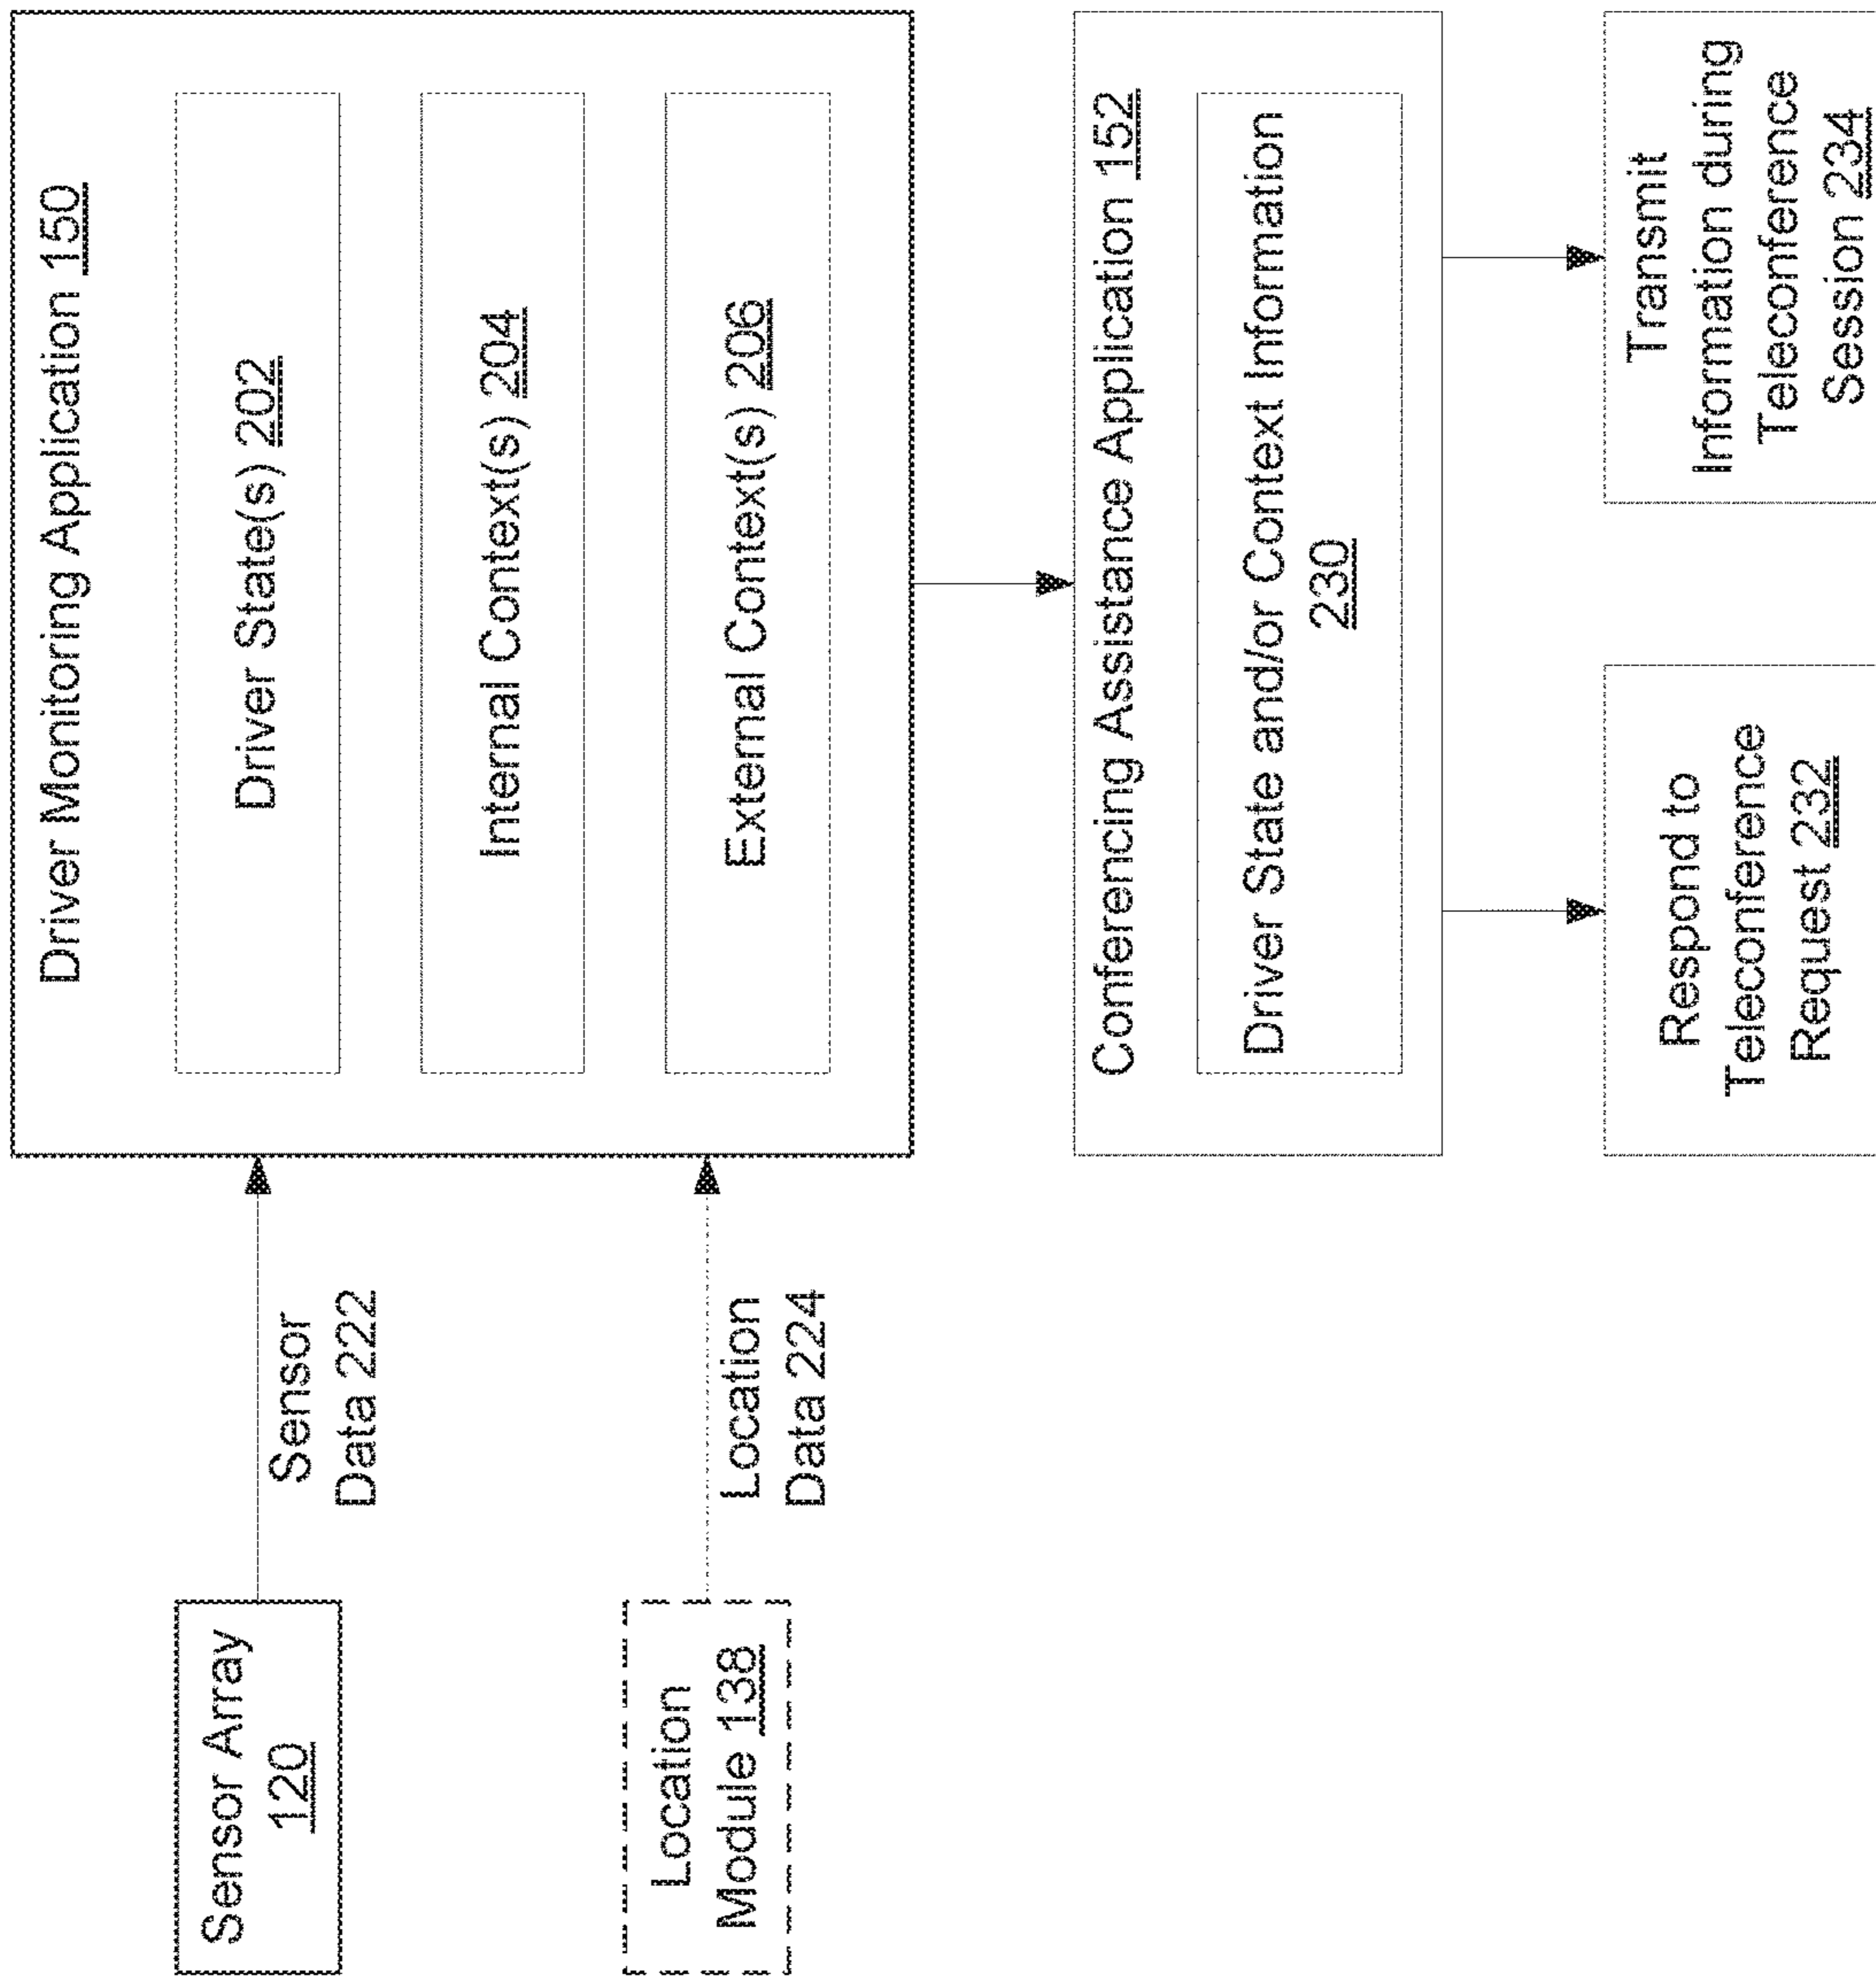 Driver Monitoring Application 150
Driver State(s) 202
Internal Context(s) 204
External Context(s) 206
Sensor Array
120
Sensor
Data 222
Location
Module 138
Location
Data 224
Conferencing Assistance Application 152
Driver State and/or Context Information
230
Respond to
Teleconference
Request 232
Transmit
Information during
Teleconference
Session 234